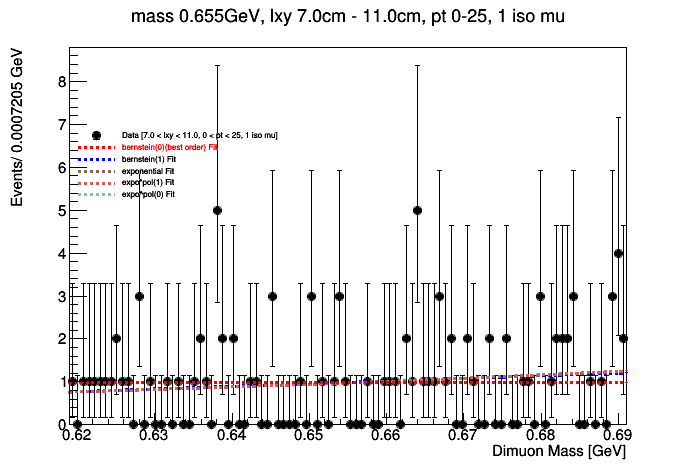 mass 0.655GeV, lxy 7.0cm - 11.0cm, pt 0-25, 1 iso mu
Events/ 0.0007205 GeV
8
7
6
5
4
3
2
1
0
Data [7.0 < lxy < 11.0, 0 < pt < 25, 1 iso mu]
bernstein(0)(best order) Fit
bernstein(1) Fit
exponential Fit
expo*pol(1) Fit
expo*pol(0) Fit
0.62 0.63 0.64 0.65 0.66 0.67 0.68 0.69
Dimuon Mass [GeV]